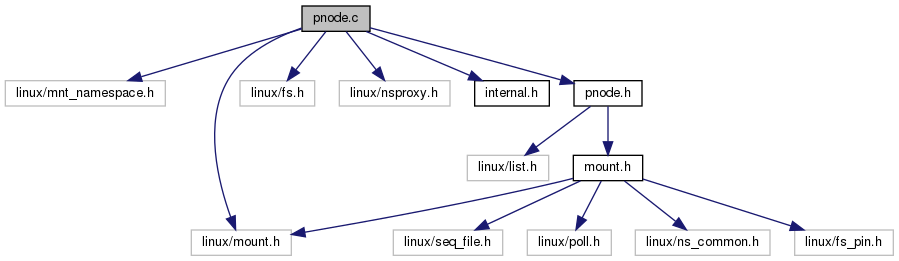 pnode.c
linux/mnt_namespace.h
linux/fs.h
linux/nsproxy.h
internal.h
pnode.h
linux/list.h
mount.h
linux/mount.h
linux/seq_file.h
linux/poll.h
linux/ns_common.h
linux/fs_pin.h